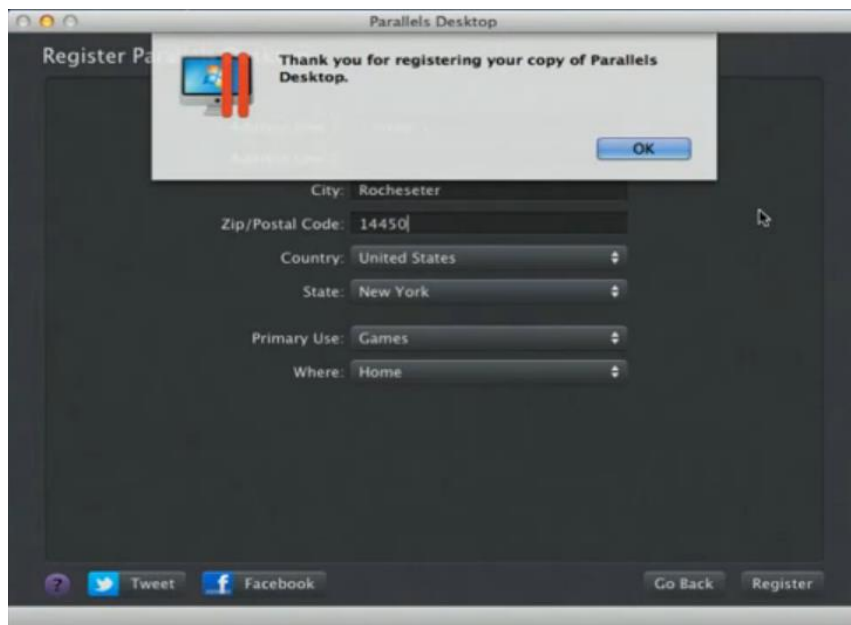 Parallels Desktop
Register Pa
Thank you for registering your copy of Parallels
Desktop.
OK
City: Rocheseter
Zip/Postal Code: 14450
Country: United States
State: New York
Primary Use: Games
Where: Home
? Tweet f Facebook Go Back Register